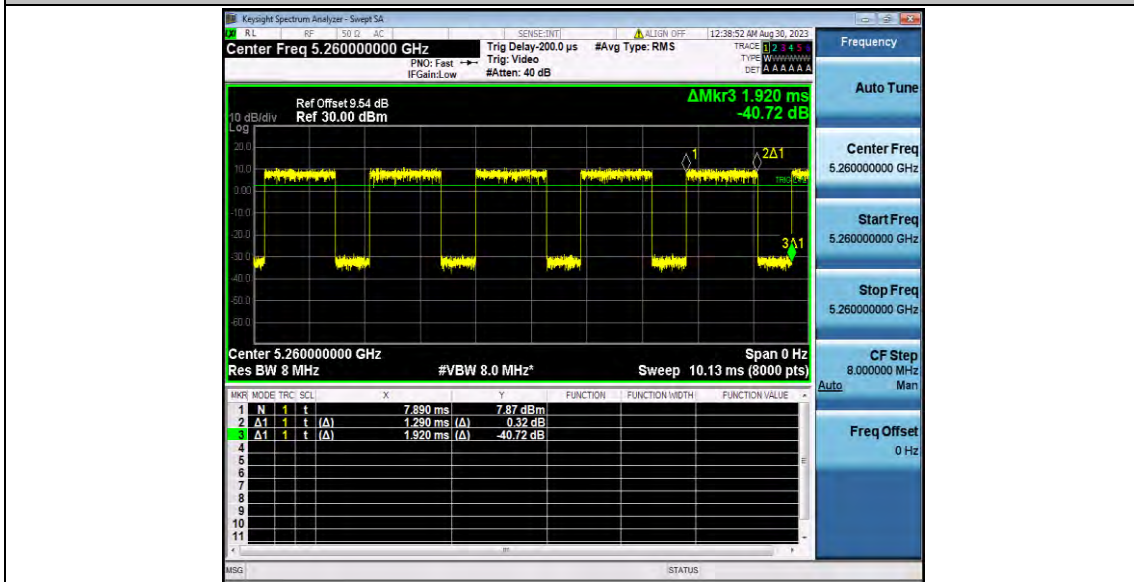 Keysight Spectrum Analyzer - Swept SA
RL RF 50 Ω AC SENSE:INT ALIGN OFF 12:38:52 AM Aug 30, 2023
Center Freq 5.260000000 GHz
PNO: Fast
IFGain:Low
Trig Delay-200.0 µs
Trig: Video
#Atten: 40 dB
#Avg Type: RMS
TRACE 1 2 3 4 5 6
TYPE WWWWWW
DET A A A A A A
ΔMkr3 1.920 ms
-40.72 dB
Ref Offset 9.54 dB
10 dB/div Ref 30.00 dBm
Log
20.0
10.0
0.00
-10.0
-20.0
-30.0
-40.0
-50.0
-60.0
1
2Δ1
3Δ1
Center 5.260000000 GHz Span 0 Hz
Res BW 8 MHz #VBW 8.0 MHz* Sweep 10.13 ms (8000 pts)
MKR MODE TRC SCL X Y FUNCTION FUNCTION WIDTH FUNCTION VALUE
1 N 1 t 7.890 ms 7.87 dBm
2 Δ1 1 t (Δ) 1.290 ms (Δ) 0.32 dB
3 Δ1 1 t (Δ) 1.920 ms (Δ) -40.72 dB
4
5
6
7
8
9
10
11
MSG STATUS
Frequency
Auto Tune
Center Freq
5.260000000 GHz
Start Freq
5.260000000 GHz
Stop Freq
5.260000000 GHz
CF Step
8.000000 MHz
Auto Man
Freq Offset
0 Hz